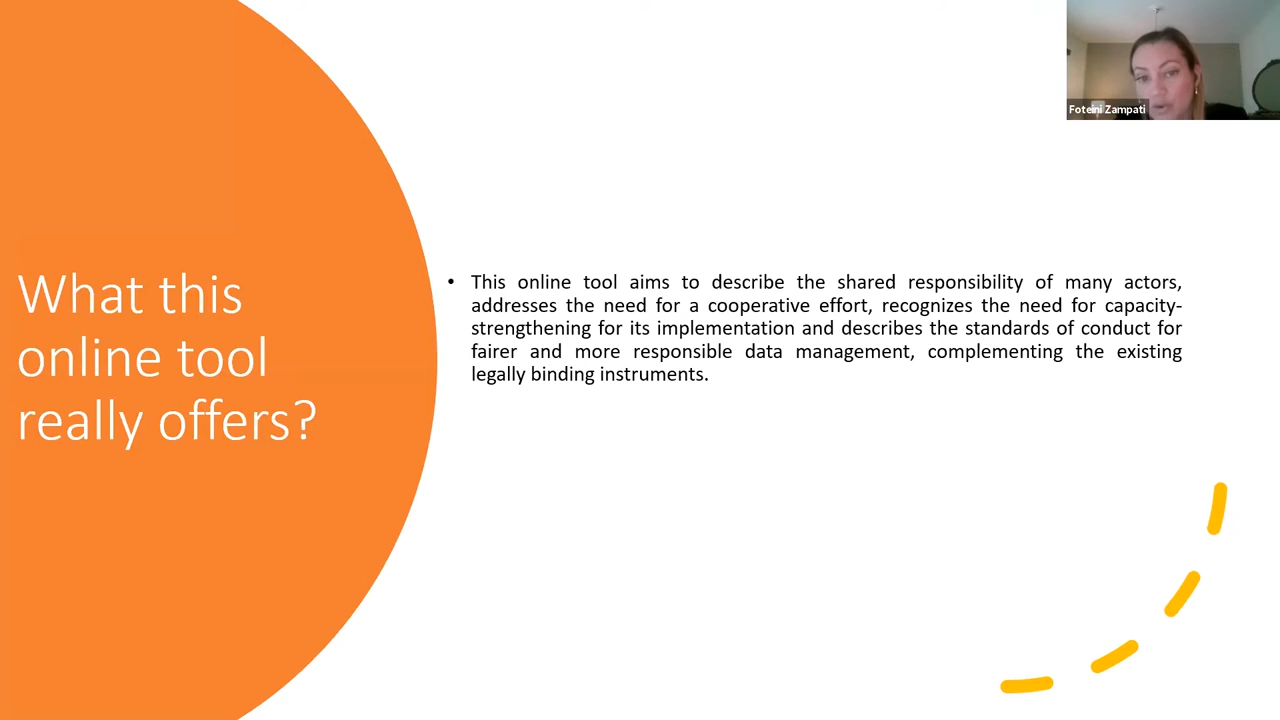 Foteini Zampati
What this
online tool
really offers?
• This online tool aims to describe the shared responsibility of many actors,
addresses the need for a cooperative effort, recognizes the need for capacity-
strengthening for its implementation and describes the standards of conduct for
fairer and more responsible data management, complementing the existing
legally binding instruments.